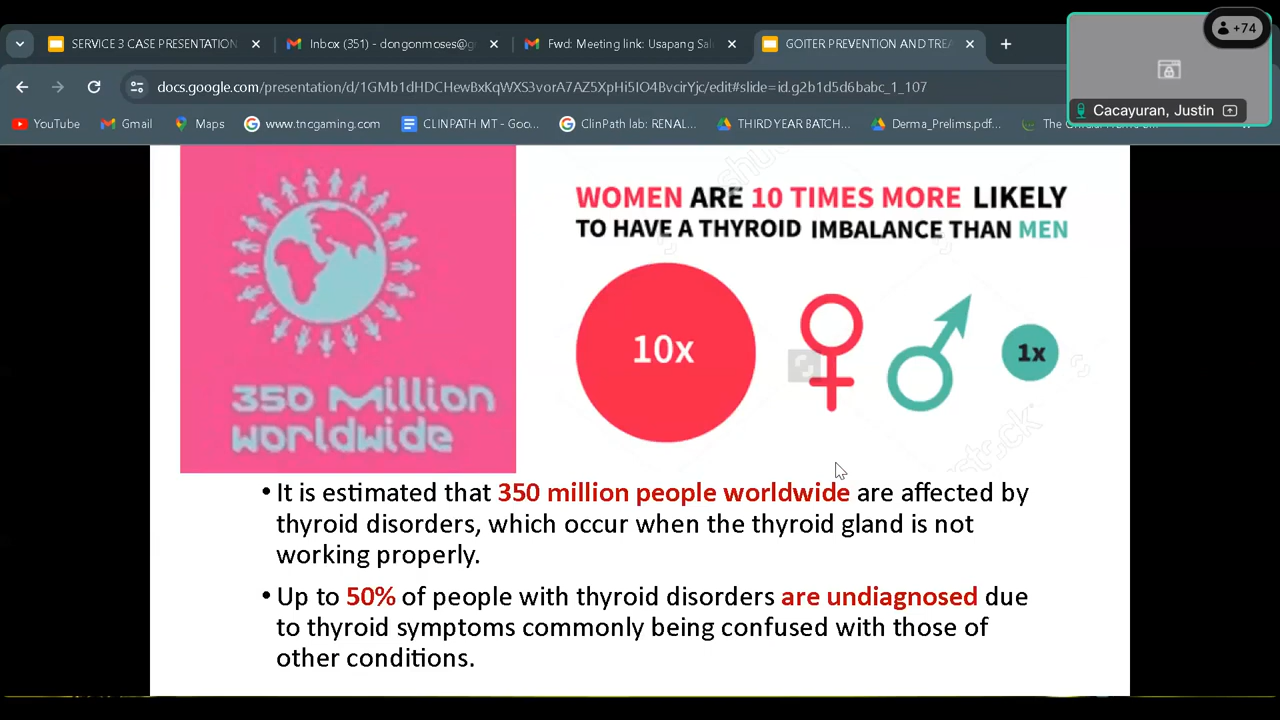 SERVICE 3 CASE PRESENTATION
Inbox (351) - dongonmoses@g
Fwd: Meeting link: Usapang Sal
GOITER PREVENTION AND TREA
+74
docs.google.com/presentation/d/1GMb1dHDCHewBxKqWXS3vorA7AZ5XpHi5IO4BvcirYjc/edit#slide=id.g2b1d5d6babc_1_107
Cacayuran, Justin
YouTube
Gmail
Maps
www.tncgaming.com
CLINPATH MT - Goo...
ClinPath lab: RENAL...
THIRD YEAR BATCH...
Derma_Prelims.pdf...
350 Million
worldwide
WOMEN ARE 10 TIMES MORE LIKELY
TO HAVE A THYROID IMBALANCE THAN MEN
10x
1x
• It is estimated that 350 million people worldwide are affected by
thyroid disorders, which occur when the thyroid gland is not
working properly.
• Up to 50% of people with thyroid disorders are undiagnosed due
to thyroid symptoms commonly being confused with those of
other conditions.